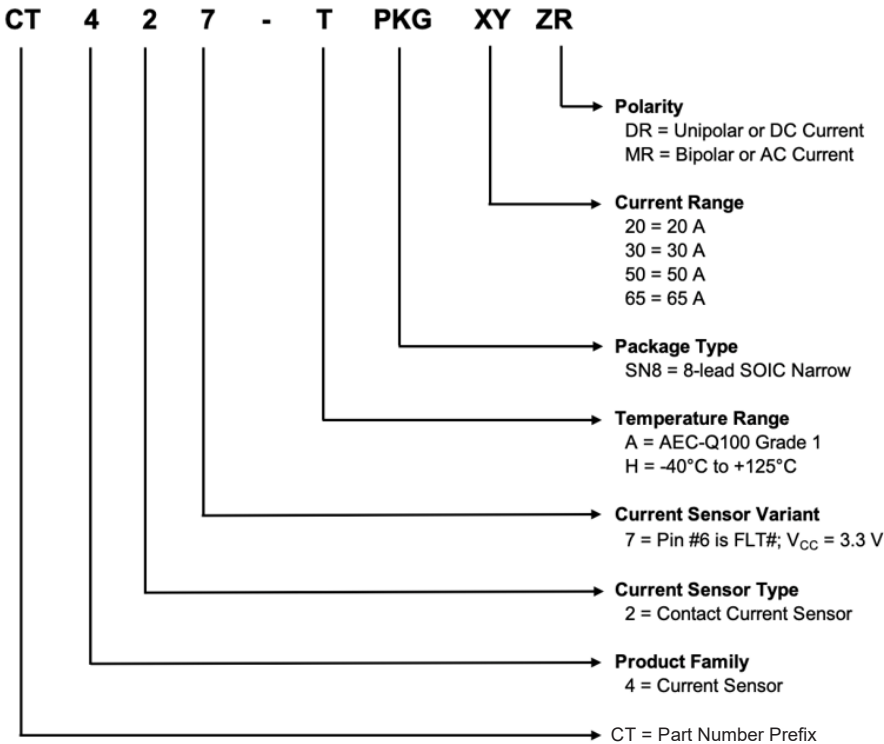 CT 4 2 7 - T PKG XY ZR
Polarity
DR = Unipolar or DC Current
MR = Bipolar or AC Current
Current Range
20 = 20 A
30 = 30 A
50 = 50 A
65 = 65 A
Package Type
SN8 = 8-lead SOIC Narrow
Temperature Range
A = AEC-Q100 Grade 1
H = -40°C to +125°C
Current Sensor Variant
7 = Pin #6 is FLT#; VCC = 3.3 V
Current Sensor Type
2 = Contact Current Sensor
Product Family
4 = Current Sensor
CT = Part Number Prefix